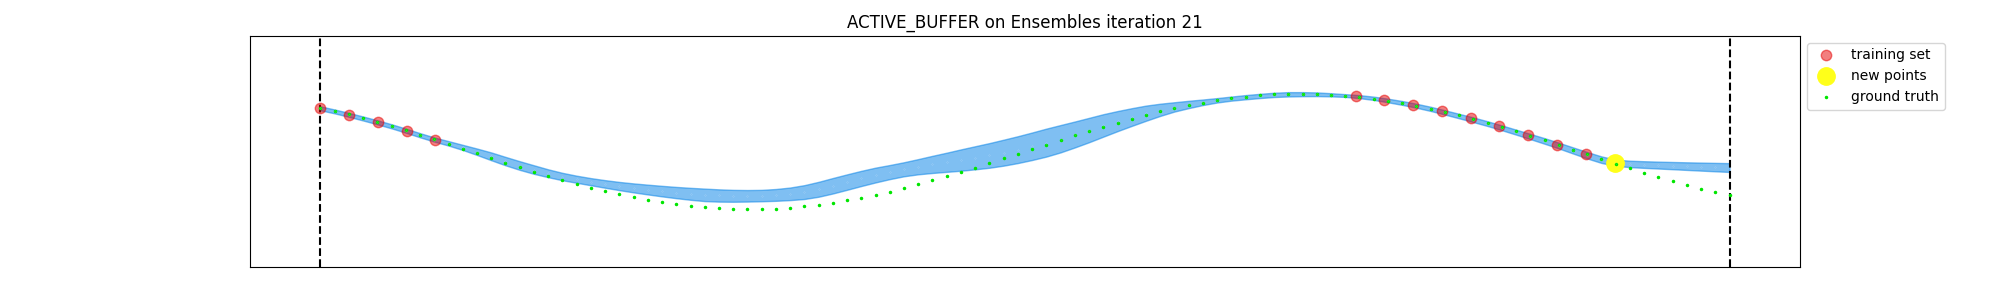 ACTIVE_BUFFER on Ensembles iteration 21
training set
new points
ground truth